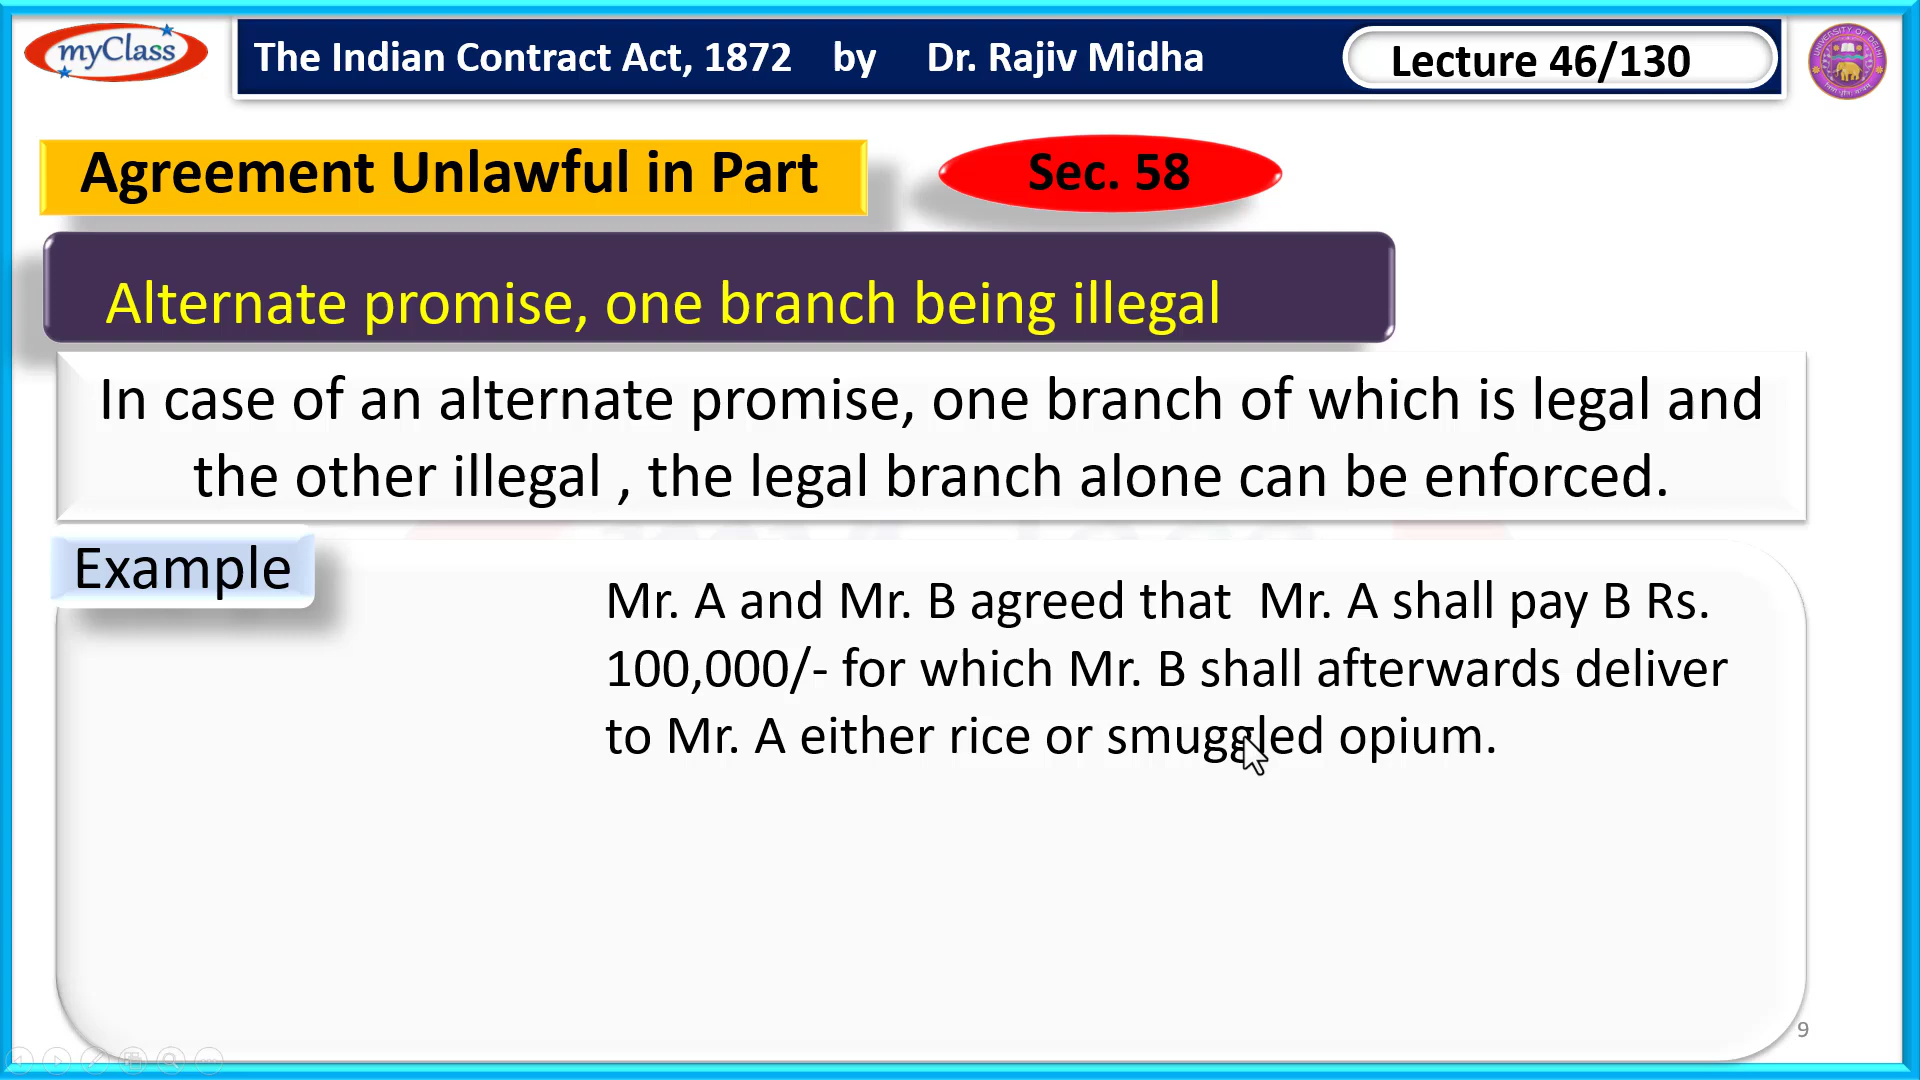 myClass
The Indian Contract Act, 1872 by Dr. Rajiv Midha
Lecture 46/130
Agreement Unlawful in Part
Sec. 58
Alternate promise, one branch being illegal
In case of an alternate promise, one branch of which is legal and
the other illegal , the legal branch alone can be enforced.
Example
Mr. A and Mr. B agreed that Mr. A shall pay B Rs.
100,000/- for which Mr. B shall afterwards deliver
to Mr. A either rice or smuggled opium.
9